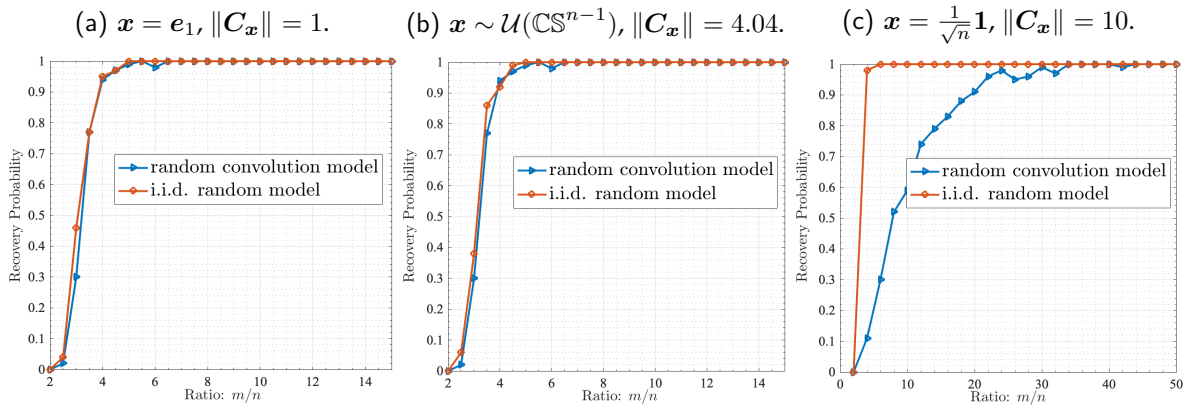 (a) 𝒙 = 𝒆₁, ‖𝑪ₓ‖ = 1.
Recovery Probability
1
0.9
0.8
0.7
0.6
0.5
0.4
0.3
0.2
0.1
0
random convolution model
i.i.d. random model
2 4 6 8 10 12 14
Ratio: m/n
(b) 𝒙 ∼ 𝒰(ℂ𝕊ⁿ⁻¹), ‖𝑪ₓ‖ = 4.04.
Recovery Probability
1
0.9
0.8
0.7
0.6
0.5
0.4
0.3
0.2
0.1
0
random convolution model
i.i.d. random model
2 4 6 8 10 12 14
Ratio: m/n
(c) 𝒙 = 1/√n 𝟏, ‖𝑪ₓ‖ = 10.
Recovery Probability
1
0.9
0.8
0.7
0.6
0.5
0.4
0.3
0.2
0.1
0
random convolution model
i.i.d. random model
0 10 20 30 40 50
Ratio: m/n